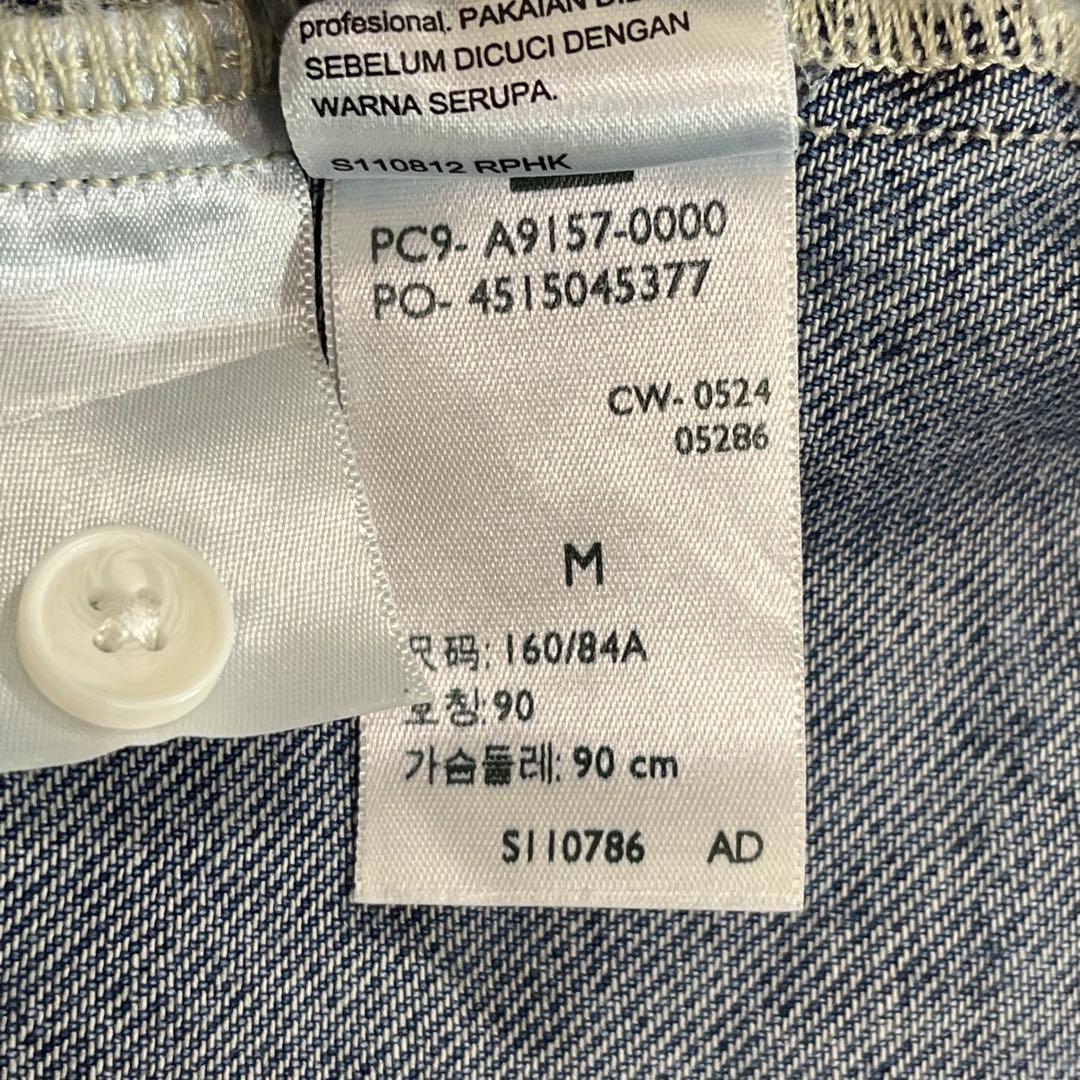 profesional. PAKAIAN
SEBELUM DICUCI DENGAN
WARNA SERUPA.
S110812 RPHK
PC9- A9157-0000
PO- 4515045377
CW- 0524
05286
M
尺码: 160/84A
호칭: 90
가슴둘레: 90 cm
S110786 AD